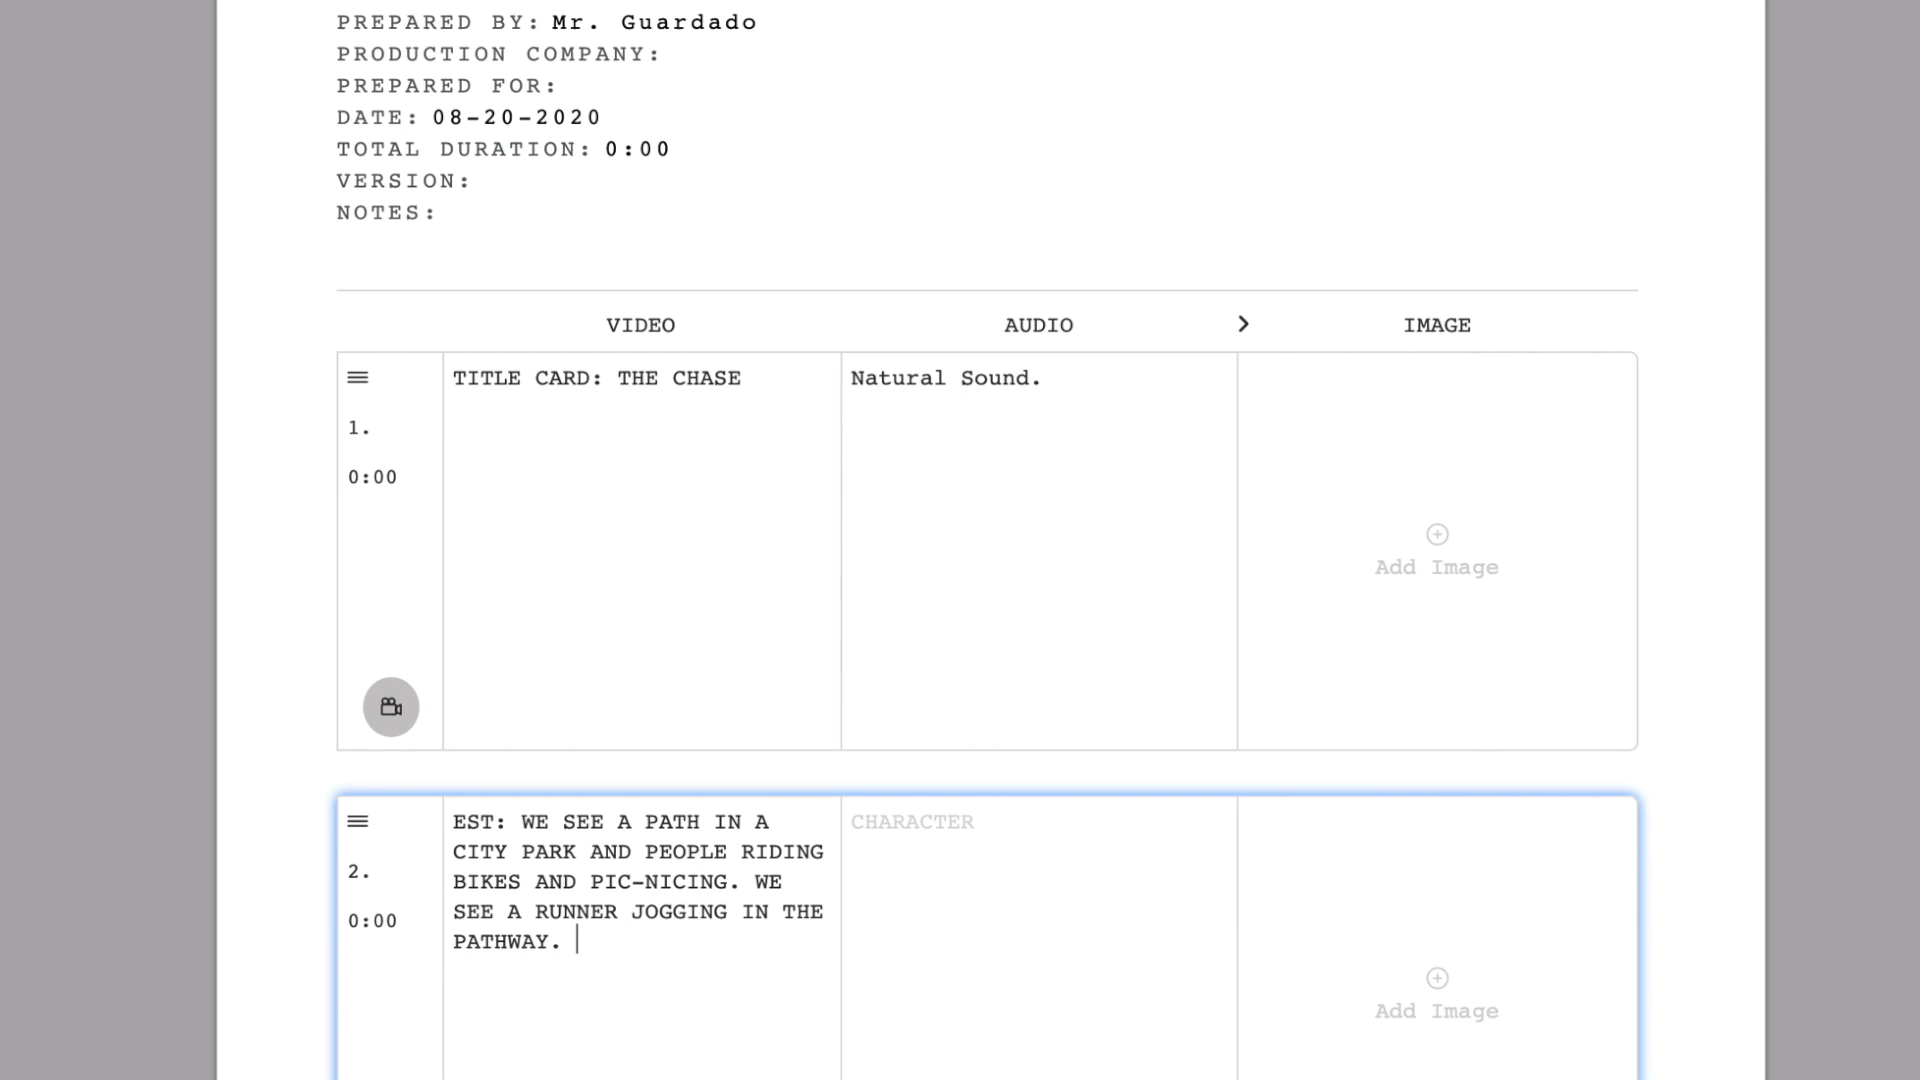 PREPARED BY: Mr. Guardado
PRODUCTION COMPANY:
PREPARED FOR:
DATE: 08-20-2020
TOTAL DURATION: 0:00
VERSION:
NOTES:
VIDEO AUDIO > IMAGE
TITLE CARD: THE CHASE
Natural Sound.
1.
0:00
Add Image
EST: WE SEE A PATH IN A
CITY PARK AND PEOPLE RIDING
BIKES AND PIC-NICING. WE
SEE A RUNNER JOGGING IN THE
PATHWAY.
CHARACTER
2.
0:00
Add Image